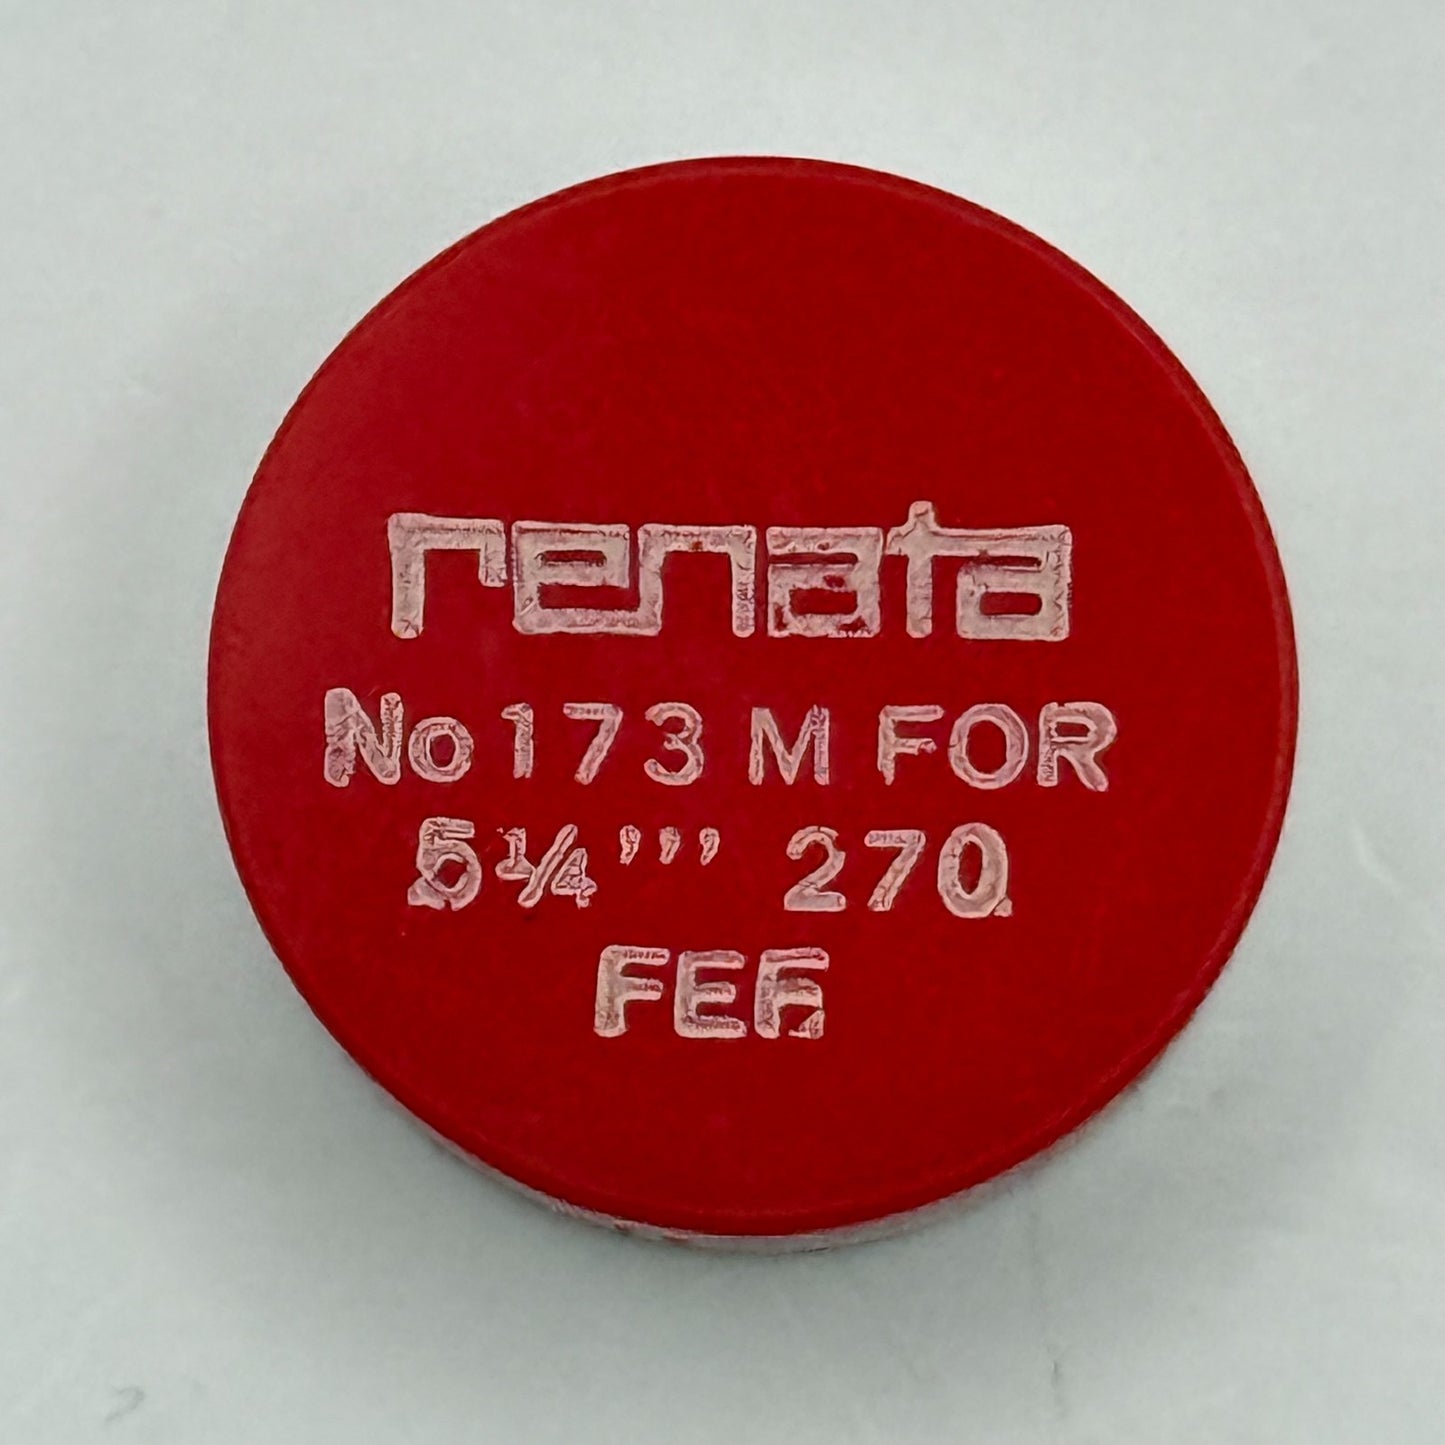 renata
No 173 M FOR
5¼''' 270
FEF